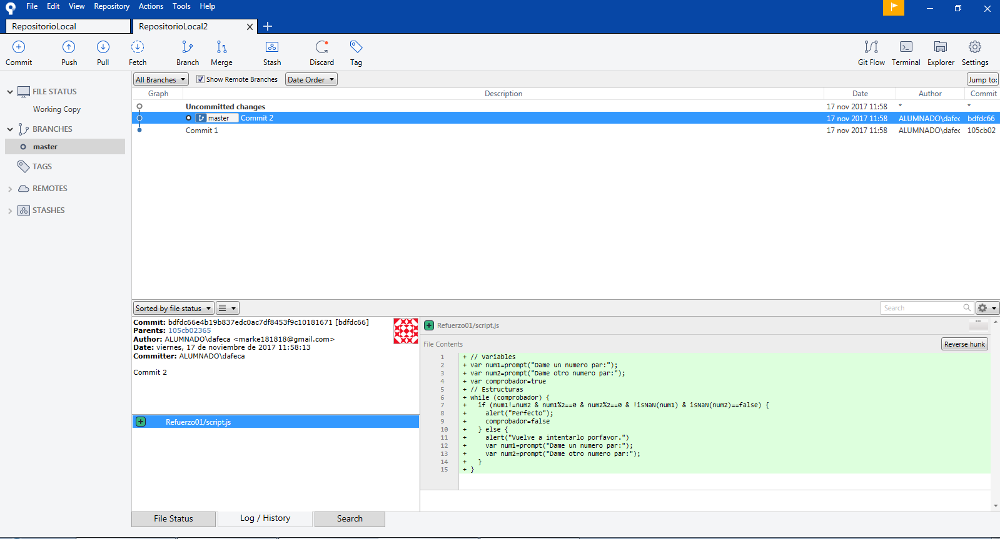 File Edit View Repository Actions Tools Help
RepositorioLocal RepositorioLocal2
Commit Push Pull Fetch Branch Merge Stash Discard Tag Git Flow Terminal Explorer Settings
All Branches Show Remote Branches Date Order Jump to:
FILE STATUS
Working Copy
BRANCHES
master
TAGS
REMOTES
STASHES
Graph Description Date Author Commit
Uncommitted changes 17 nov 2017 11:58 * *
master Commit 2 17 nov 2017 11:58 ALUMNADO\dafec bdfdc66
Commit 1 17 nov 2017 11:58 ALUMNADO\dafec 105cb02
Sorted by file status Search
Commit: bdfdc66e4b19b837edc0ac7df8453f9c10181671 [bdfdc66]
Parents: 105cb02365
Author: ALUMNADO\dafeca <marke181818@gmail.com>
Date: viernes, 17 de noviembre de 2017 11:58:13
Committer: ALUMNADO\dafeca
Commit 2
Refuerzo01/script.js
Refuerzo01/script.js
File Contents Reverse hunk
1 + // Variables
2 + var num1=prompt("Dame un numero par:");
3 + var num2=prompt("Dame otro numero par:");
4 + var comprobador=true
5 + // Estructuras
6 + while (comprobador) {
7 + if (num1!=num2 & num1%2==0 & num2%2==0 & !isNaN(num1) & isNaN(num2)==false) {
8 + alert("Perfecto");
9 + comprobador=false
10 + } else {
11 + alert("Vuelve a intentarlo porfavor.")
12 + var num1=prompt("Dame un numero par:");
13 + var num2=prompt("Dame otro numero par:");
14 + }
15 + }
File Status Log / History Search